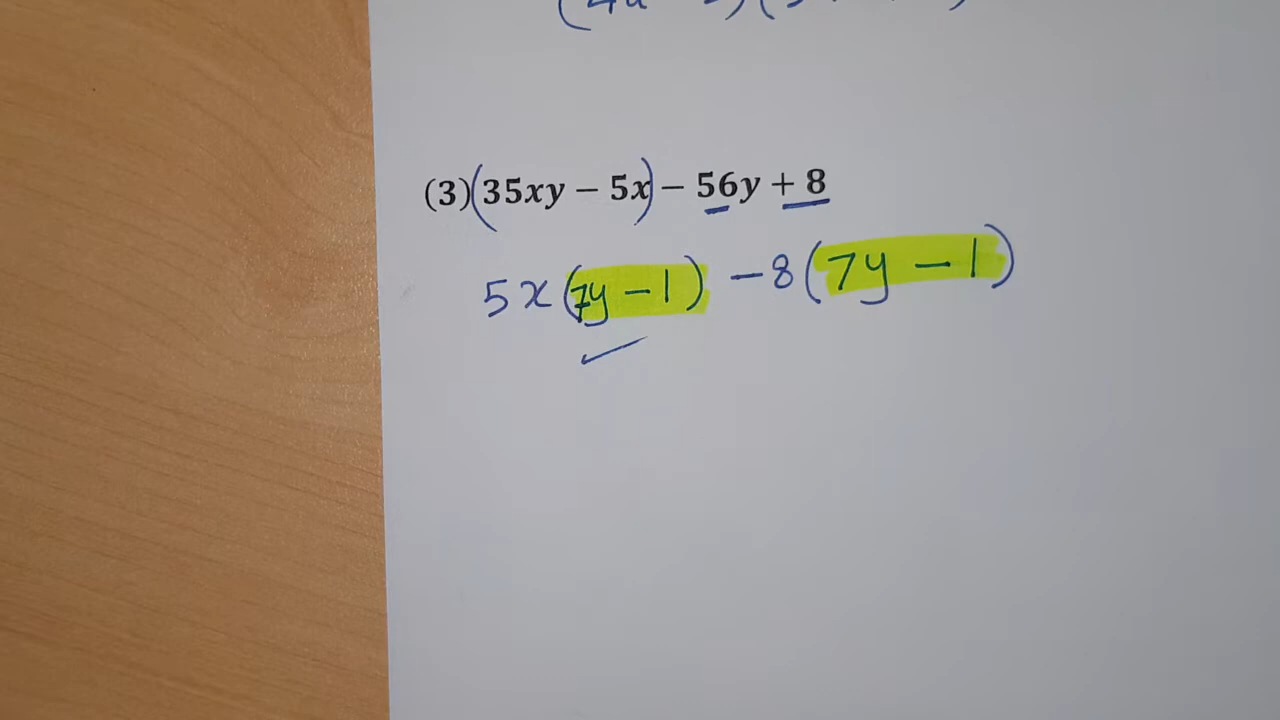 (3)(35xy − 5x) − 56y + 8
5x(7y − 1) − 8(7y − 1)